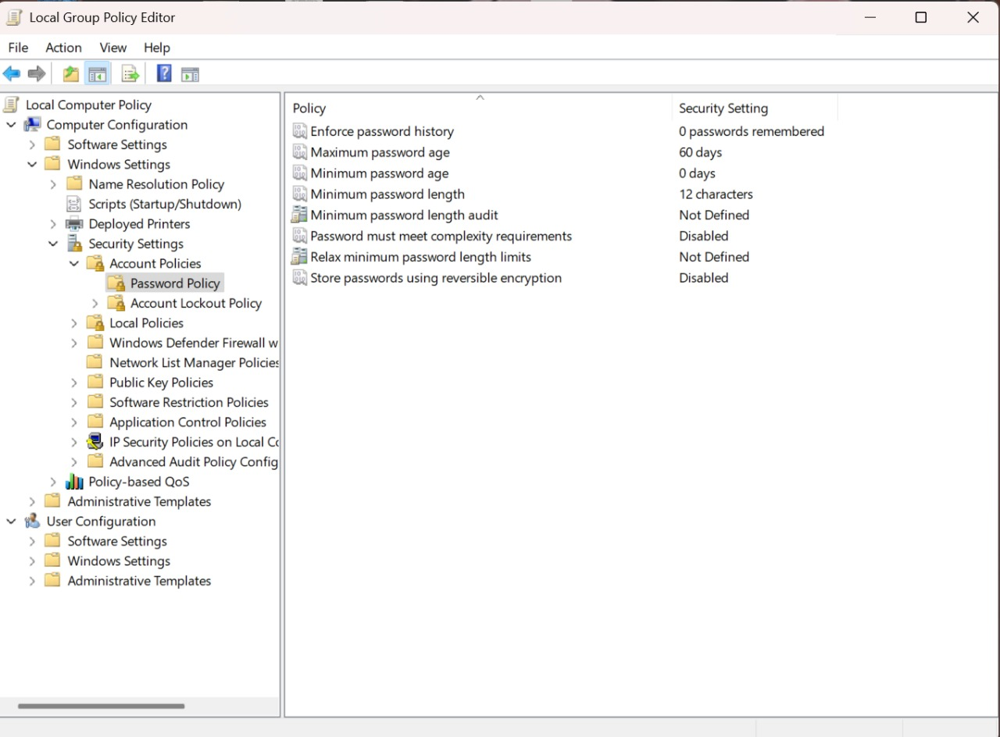 Local Group Policy Editor
File Action View Help
Local Computer Policy
Computer Configuration
Software Settings
Windows Settings
Name Resolution Policy
Scripts (Startup/Shutdown)
Deployed Printers
Security Settings
Account Policies
Password Policy
Account Lockout Policy
Local Policies
Windows Defender Firewall w
Network List Manager Policies
Public Key Policies
Software Restriction Policies
Application Control Policies
IP Security Policies on Local Co
Advanced Audit Policy Config
Policy-based QoS
Administrative Templates
User Configuration
Software Settings
Windows Settings
Administrative Templates
Policy Security Setting
Enforce password history 0 passwords remembered
Maximum password age 60 days
Minimum password age 0 days
Minimum password length 12 characters
Minimum password length audit Not Defined
Password must meet complexity requirements Disabled
Relax minimum password length limits Not Defined
Store passwords using reversible encryption Disabled